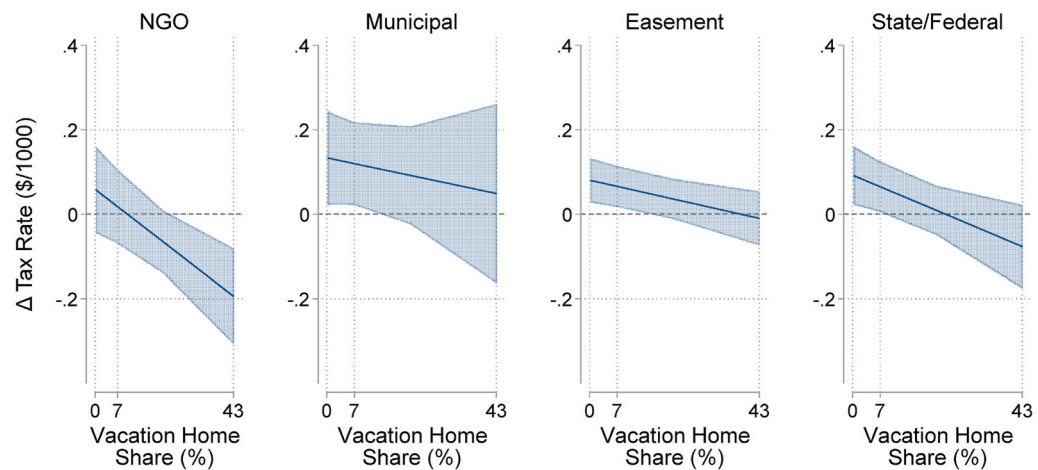 NGO
Municipal
Easement
State/Federal
Δ Tax Rate ($/1000)
.4
.2
0
-.2
.4
.2
0
-.2
.4
.2
0
-.2
.4
.2
0
-.2
0 7 43
0 7 43
0 7 43
0 7 43
Vacation Home
Share (%)
Vacation Home
Share (%)
Vacation Home
Share (%)
Vacation Home
Share (%)